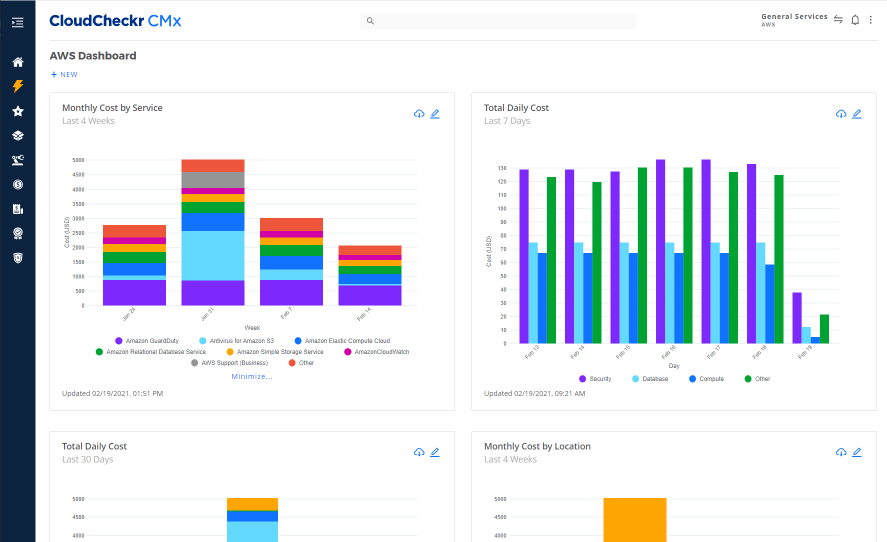 CloudCheckr CMx
General Services
AWS
AWS Dashboard
+ NEW
Monthly Cost by Service
Last 4 Weeks
5000
4500
4000
3500
3000
2500
2000
1500
1000
500
0
Cost (USD)
Jan 24
Jan 31
Feb 7
Feb 14
Week
Amazon GuardDuty
Antivirus for Amazon S3
Amazon Elastic Compute Cloud
Amazon Relational Database Service
Amazon Simple Storage Service
AmazonCloudWatch
AWS Support (Business)
Other
Minimize...
Updated 02/19/2021, 01:51 PM
Total Daily Cost
Last 7 Days
130
120
110
100
90
80
70
60
50
40
30
20
10
0
Cost (USD)
Feb 13
Feb 14
Feb 15
Feb 16
Feb 17
Feb 18
Feb 19
Day
Security
Database
Compute
Other
Updated 02/19/2021, 09:21 AM
Total Daily Cost
Last 30 Days
5000
4500
4000
Monthly Cost by Location
Last 4 Weeks
5000
4500
4000